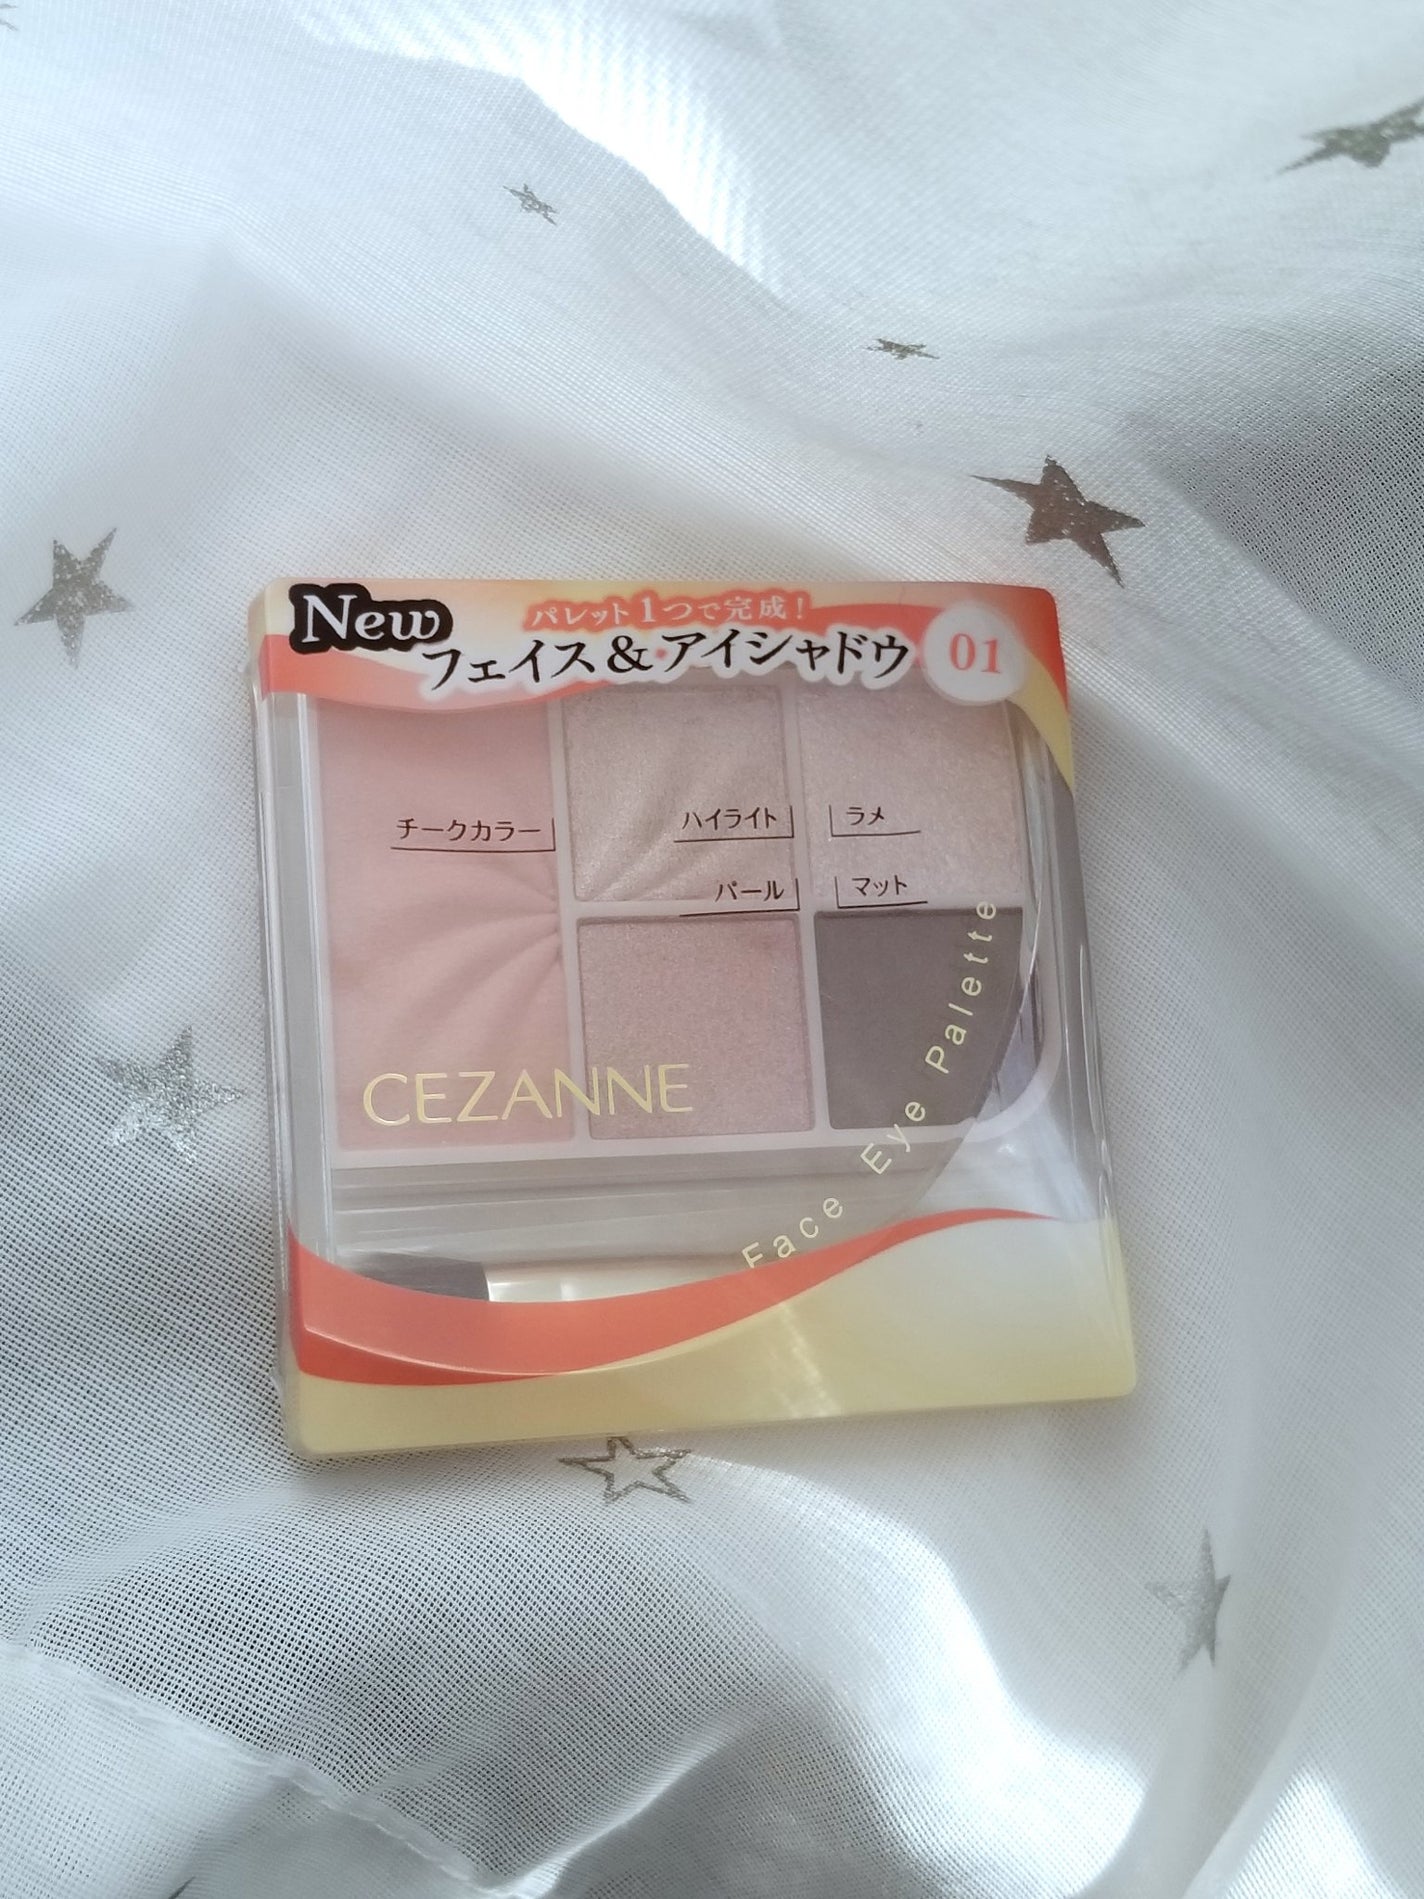 New
パレット1つで完成!
フェイス&アイシャドウ
01
チークカラー
ハイライト
ラメ
パール
マット
CEZANNE
Face Eye Palette